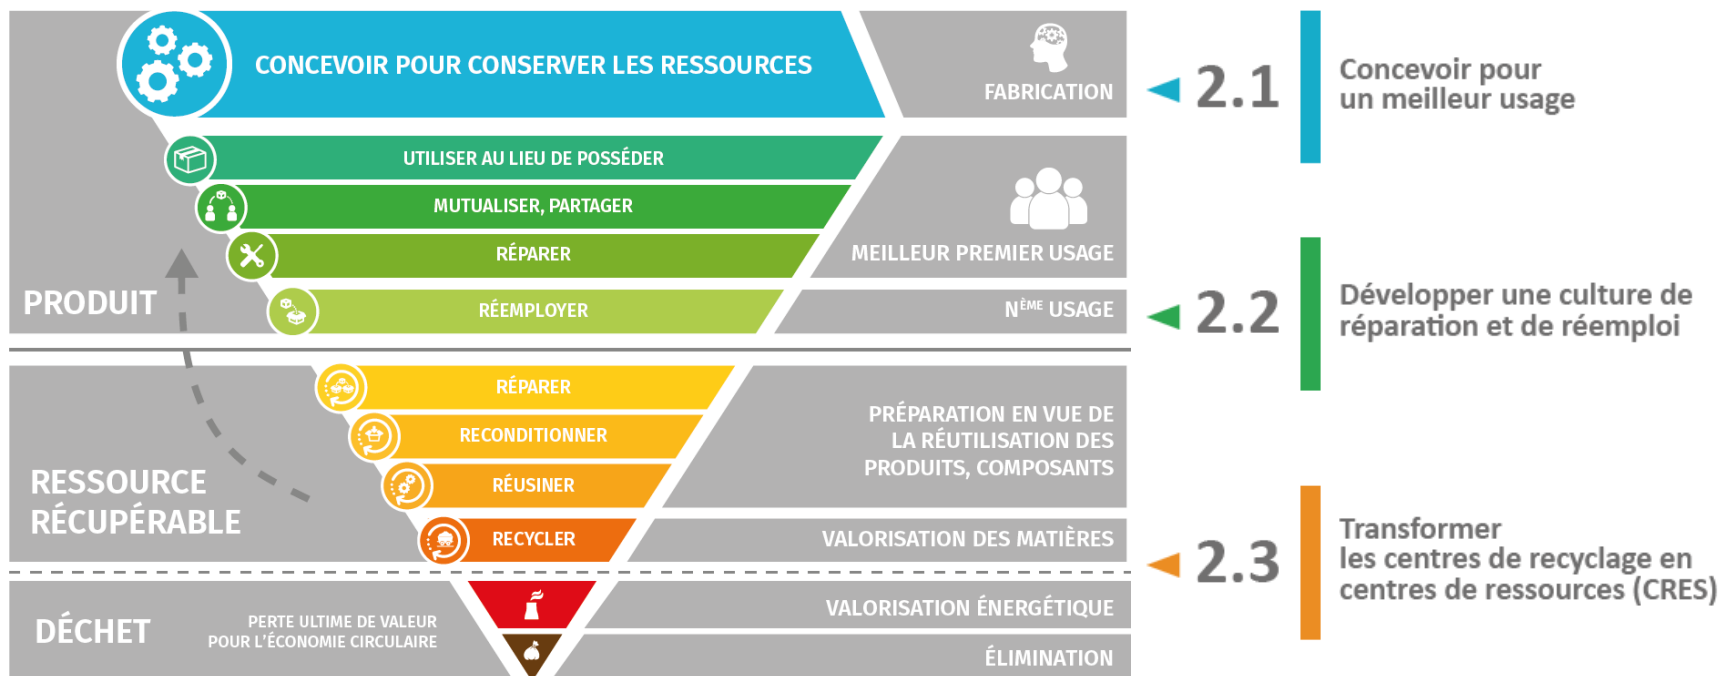 CONCEVOIR POUR CONSERVER LES RESSOURCES
FABRICATION
2.1
Concevoir pour
un meilleur usage
UTILISER AU LIEU DE POSSÉDER
MUTUALISER, PARTAGER
RÉPARER
MEILLEUR PREMIER USAGE
PRODUIT
RÉEMPLOYER
NÈME USAGE
2.2
Développer une culture de
réparation et de réemploi
RÉPARER
RECONDITIONNER
RÉUSINER
PRÉPARATION EN VUE DE
LA RÉUTILISATION DES
PRODUITS, COMPOSANTS
RESSOURCE
RÉCUPÉRABLE
RECYCLER
VALORISATION DES MATIÈRES
2.3
Transformer
les centres de recyclage en
centres de ressources (CRES)
DÉCHET
PERTE ULTIME DE VALEUR
POUR L'ÉCONOMIE CIRCULAIRE
VALORISATION ÉNERGÉTIQUE
ÉLIMINATION